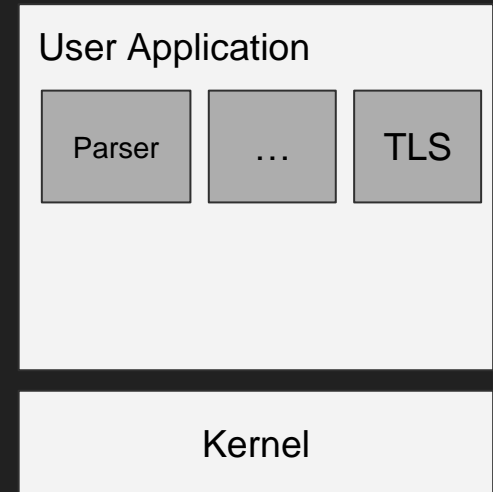 User Application
Parser
…
TLS
Kernel